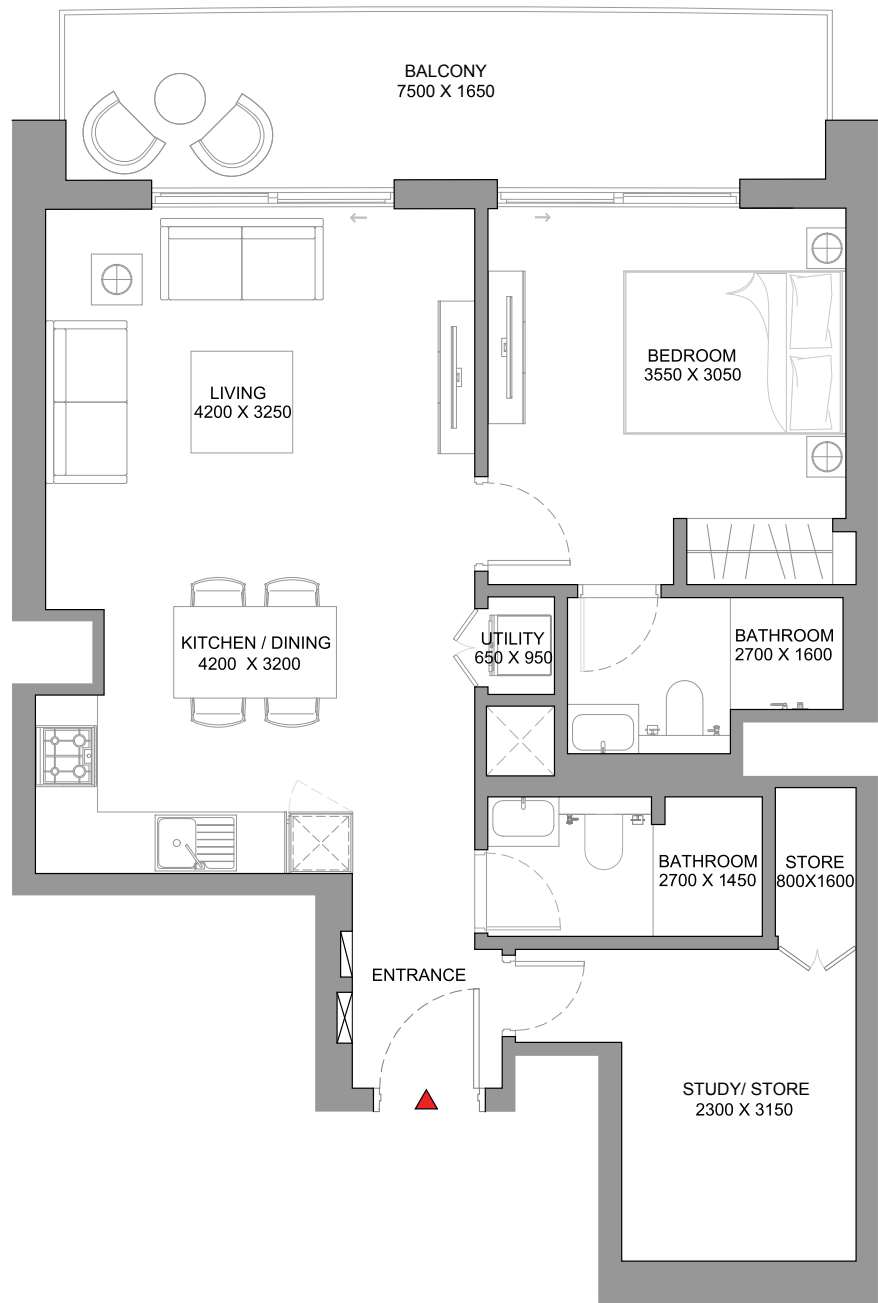 BALCONY
7500 X 1650
BEDROOM
3550 X 3050
LIVING
4200 X 3250
KITCHEN / DINING
4200 X 3200
UTILITY
650 X 950
BATHROOM
2700 X 1600
BATHROOM
2700 X 1450
STORE
800X1600
ENTRANCE
STUDY/ STORE
2300 X 3150